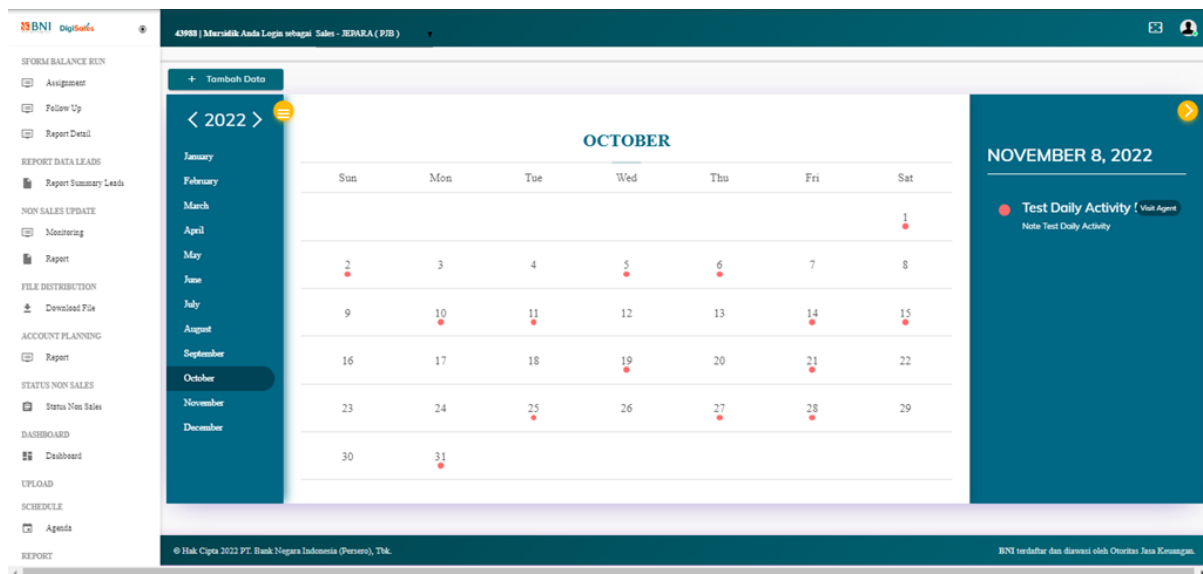 BNI DigiSales
43988 | Mursidik Anda Login sebagai Sales - JEPARA ( PJB )
SFORM BALANCE RUN
Assignment
Follow Up
Report Detail
REPORT DATA LEADS
Report Summary Leads
NON SALES UPDATE
Monitoring
Report
FILE DISTRIBUTION
Download File
ACCOUNT PLANNING
Report
STATUS NON SALES
Status Non Sales
DASHBOARD
Dashboard
UPLOAD
SCHEDULE
Agenda
REPORT
+ Tambah Data
< 2022 >
January
February
March
April
May
June
July
August
September
October
November
December
OCTOBER
Sun Mon Tue Wed Thu Fri Sat
1
2 3 4 5 6 7 8
9 10 11 12 13 14 15
16 17 18 19 20 21 22
23 24 25 26 27 28 29
30 31
NOVEMBER 8, 2022
Test Daily Activity Visit Agent
Note Test Daily Activity
© Hak Cipta 2022 PT. Bank Negara Indonesia (Persero), Tbk.
BNI terdaftar dan diawasi oleh Otoritas Jasa Keuangan.